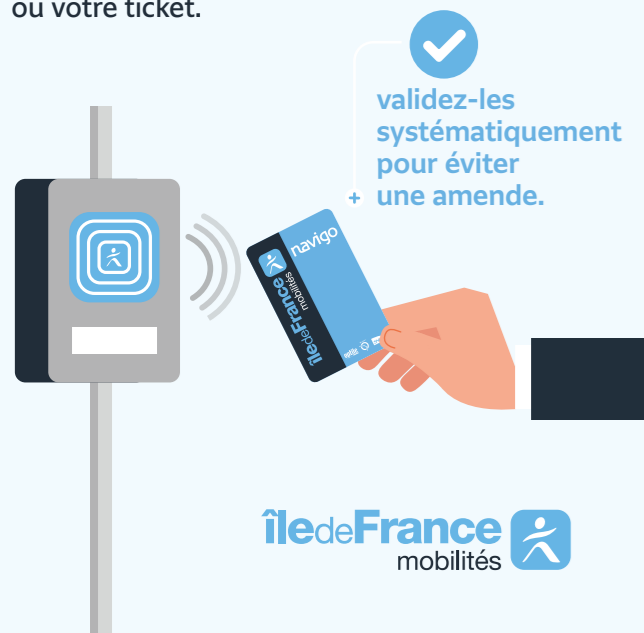 ou votre ticket.
validez-les
systématiquement
pour éviter
une amende.
navigo
îledeFrance
mobilités
îledeFrance
mobilités